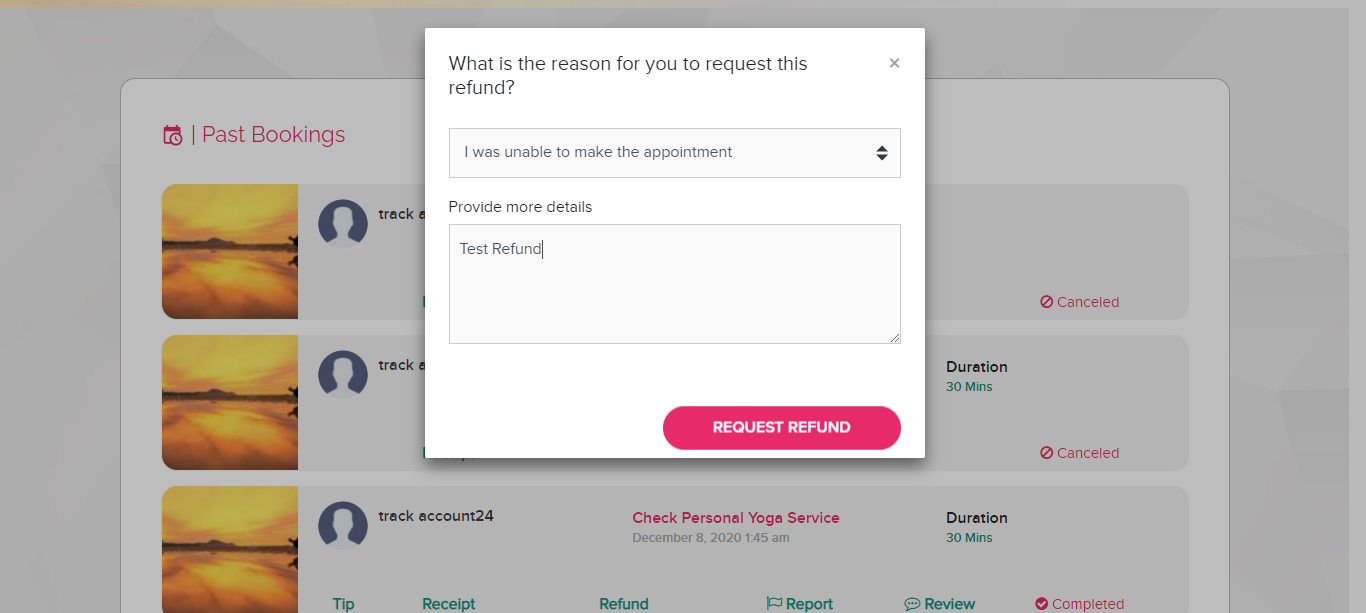 What is the reason for you to request this
refund?
×
| Past Bookings
I was unable to make the appointment
Provide more details
track
Test Refund
Canceled
track
Duration
30 Mins
REQUEST REFUND
Canceled
track account24
Check Personal Yoga Service
December 8, 2020 1:45 am
Duration
30 Mins
Tip
Receipt
Refund
Report
Review
Completed